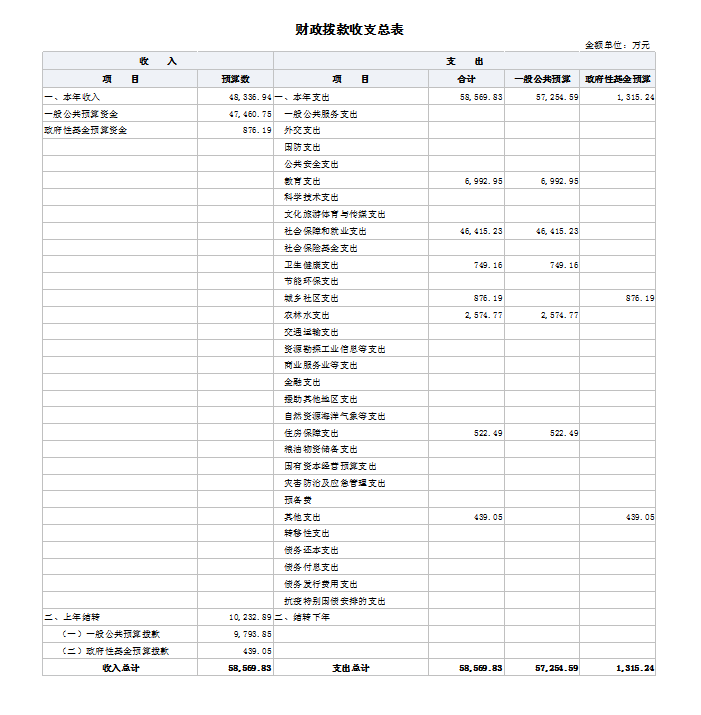 财政拨款收支总表
金额单位：万元
收 入 支 出
项 目 预算数 项 目 合计 一般公共预算 政府性基金预算
一、本年收入 48,336.94 一、本年支出 58,569.83 57,254.59 1,315.24
一般公共预算资金 47,460.75 一般公共服务支出
政府性基金预算资金 876.19 外交支出
国防支出
公共安全支出
教育支出 6,992.95 6,992.95
科学技术支出
文化旅游体育与传媒支出
社会保障和就业支出 46,415.23 46,415.23
社会保险基金支出
卫生健康支出 749.16 749.16
节能环保支出
城乡社区支出 876.19 876.19
农林水支出 2,574.77 2,574.77
交通运输支出
资源勘探工业信息等支出
商业服务业等支出
金融支出
援助其他地区支出
自然资源海洋气象等支出
住房保障支出 522.49 522.49
粮油物资储备支出
国有资本经营预算支出
灾害防治及应急管理支出
预备费
其他支出 439.05 439.05
转移性支出
债务还本支出
债务付息支出
债务发行费用支出
抗疫特别国债安排的支出
二、上年结转 10,232.89 二、结转下年
（一）一般公共预算拨款 9,793.85
（二）政府性基金预算拨款 439.05
收入总计 58,569.83 支出总计 58,569.83 57,254.59 1,315.24